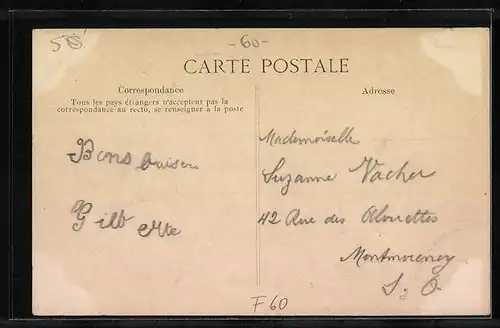 50
-60-
CARTE POSTALE
Correspondance
Tous les pays étrangers n'acceptent pas la
correspondance au recto, se renseigner à la poste
Adresse
Bons baisers
Gilberte
Mademoiselle
Suzanne Vacher
42 Rue des Alouettes
Montmorency
S. O.
F60